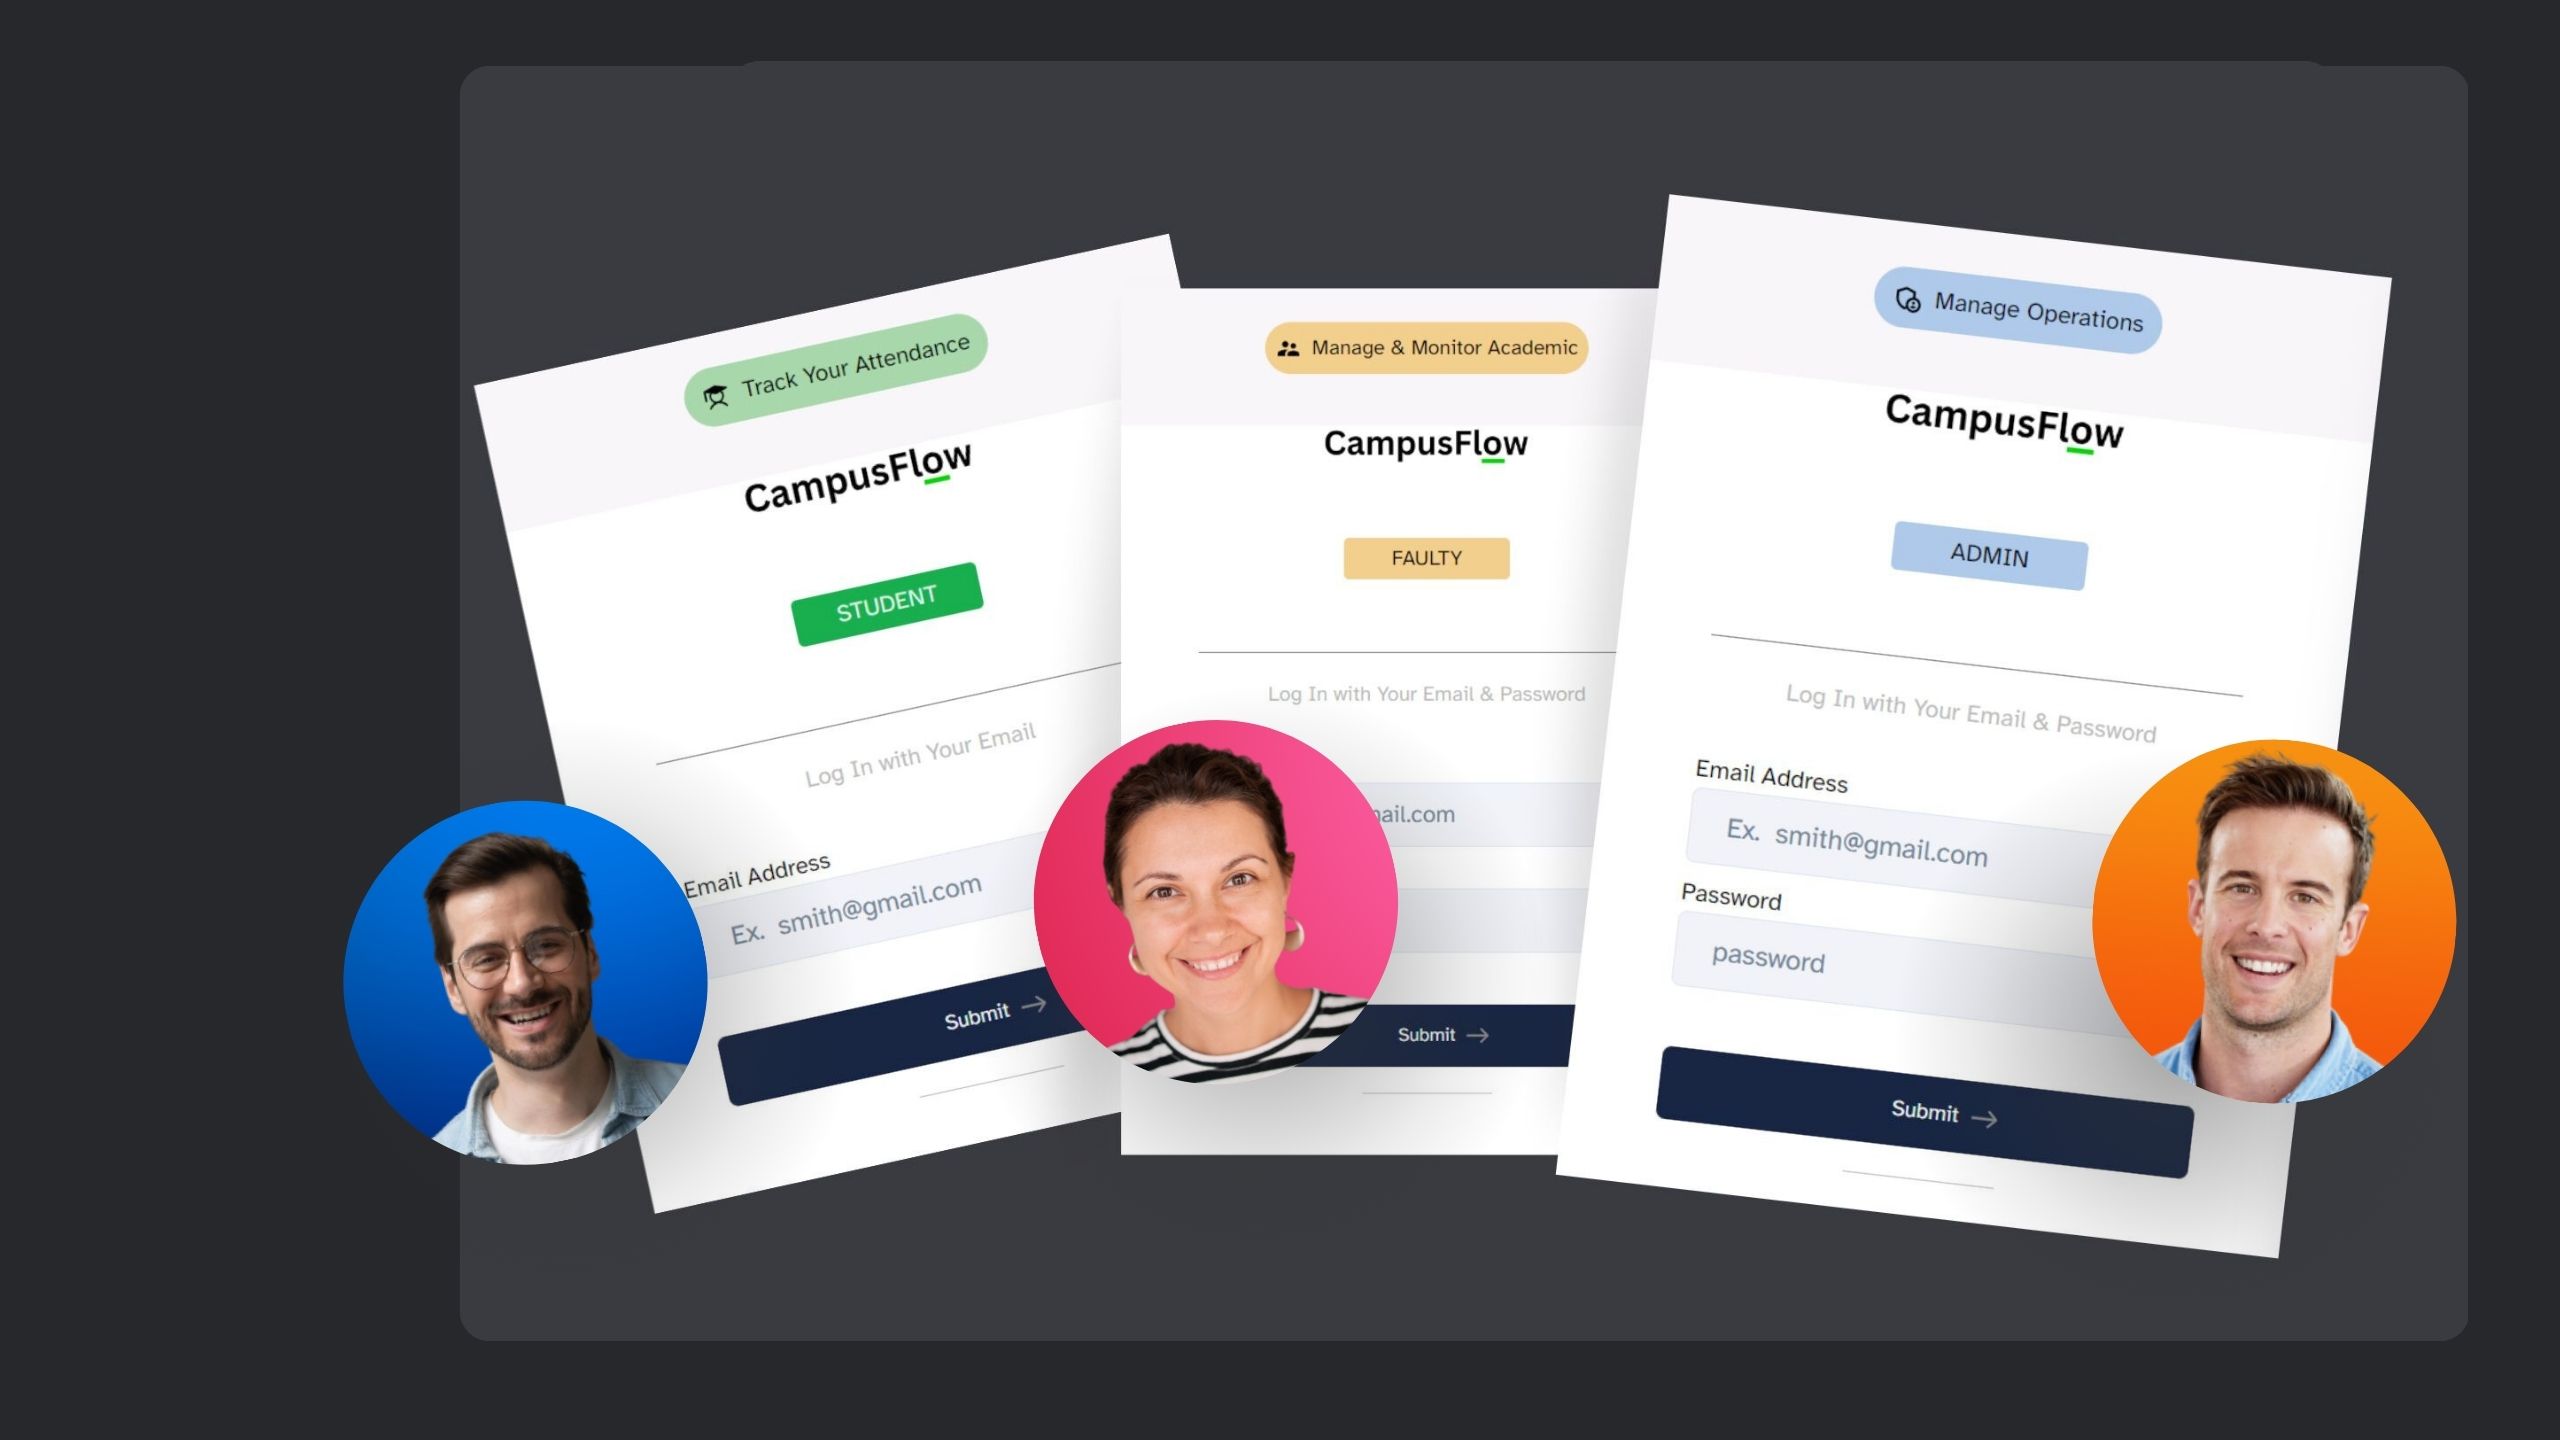 Track Your Attendance
CampusFlow
STUDENT
Log In with Your Email
Email Address
Ex. smith@gmail.com
Submit →
Manage & Monitor Academic
CampusFlow
FAULTY
Log In with Your Email & Password
ail.com
Submit →
Manage Operations
CampusFlow
ADMIN
Log In with Your Email & Password
Email Address
Ex. smith@gmail.com
Password
password
Submit →